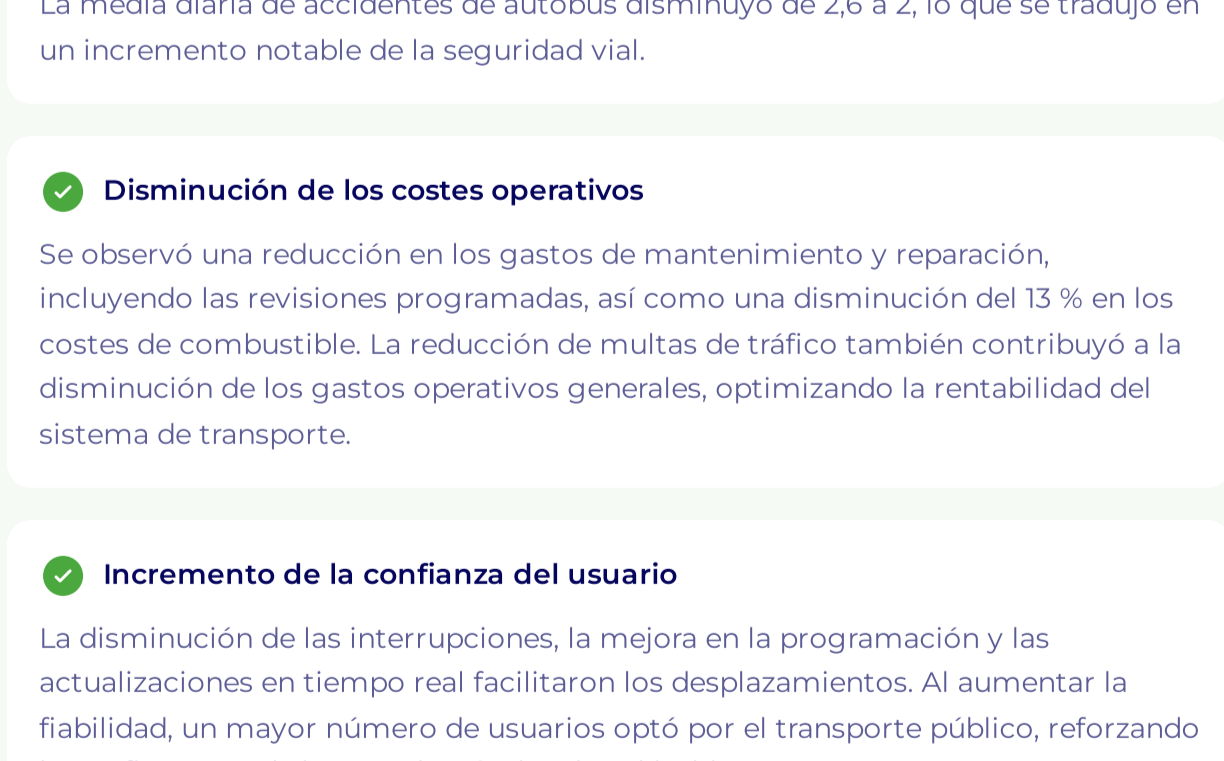 La media diaria de accidentes de autobús disminuyó de 2,6 a 2, lo que se tradujo en
un incremento notable de la seguridad vial.
Disminución de los costes operativos
Se observó una reducción en los gastos de mantenimiento y reparación,
incluyendo las revisiones programadas, así como una disminución del 13 % en los
costes de combustible. La reducción de multas de tráfico también contribuyó a la
disminución de los gastos operativos generales, optimizando la rentabilidad del
sistema de transporte.
Incremento de la confianza del usuario
La disminución de las interrupciones, la mejora en la programación y las
actualizaciones en tiempo real facilitaron los desplazamientos. Al aumentar la
fiabilidad, un mayor número de usuarios optó por el transporte público, reforzando